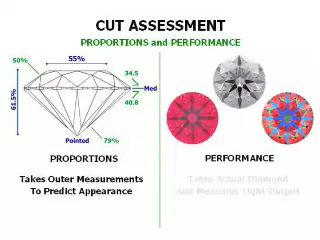 CUT ASSESSMENT
PROPORTIONS and PERFORMANCE
50%
55%
34.5
61.5%
Med
40.8
Pointed
79%
PROPORTIONS
PERFORMANCE
Takes Outer Measurements
To Predict Appearance
Takes Actual Diamond
And Measures Light Output